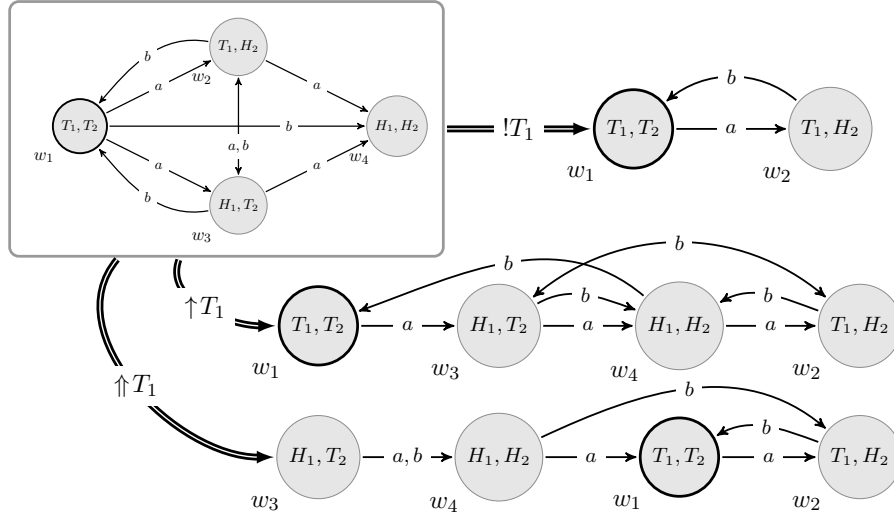 T₁, H₂
b
w₂
a
a
T₁, T₂
w₁
b
a, b
H₁, H₂
w₄
a
b
a
H₁, T₂
w₃
!T₁
T₁, T₂
w₁
a
b
T₁, H₂
w₂
↑T₁
b
b
T₁, T₂
w₁
a
H₁, T₂
w₃
b
a
H₁, H₂
w₄
b
a
T₁, H₂
w₂
⇑T₁
b
H₁, T₂
w₃
a, b
H₁, H₂
w₄
a
T₁, T₂
w₁
b
a
T₁, H₂
w₂